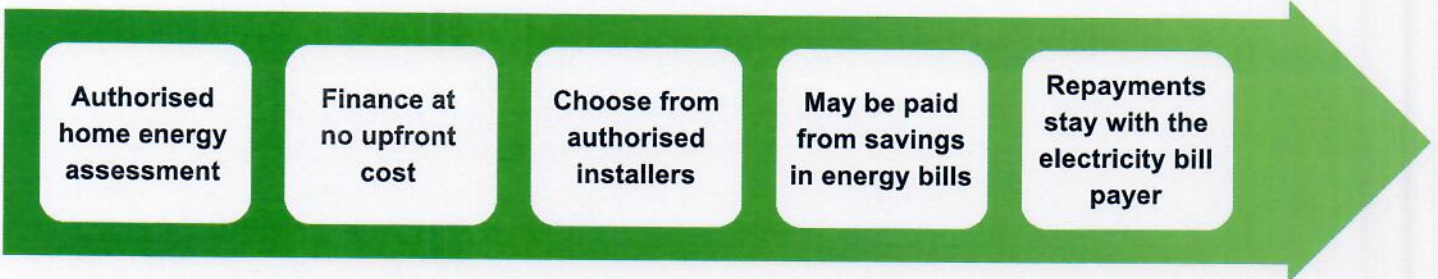 Authorised
home energy
assessment
Finance at
no upfront
cost
Choose from
authorised
installers
May be paid
from savings
in energy bills
Repayments
stay with the
electricity bill
payer